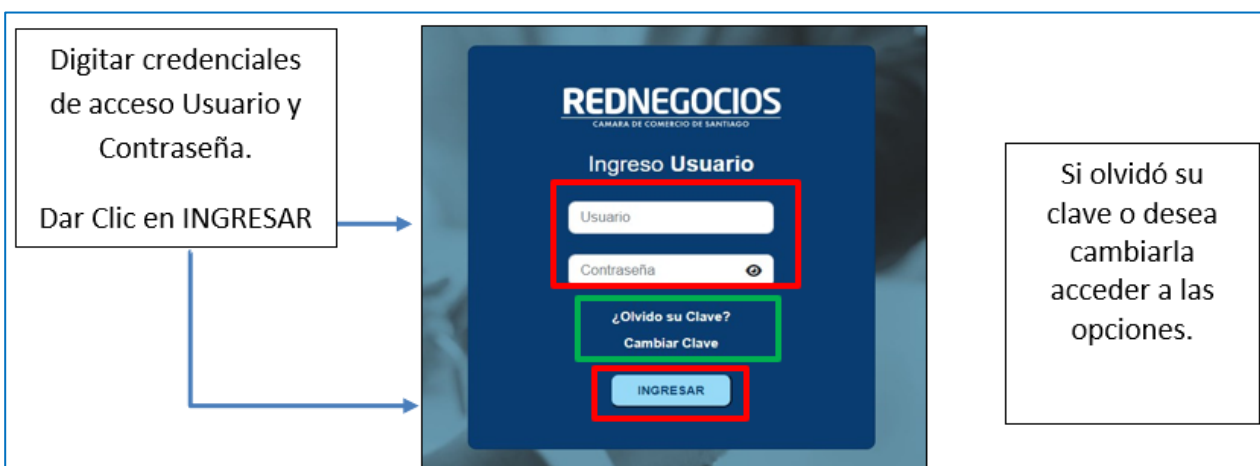 Digitar credenciales
de acceso Usuario y
Contraseña.
Dar Clic en INGRESAR
REDNEGOCIOS
CAMARA DE COMERCIO DE SANTIAGO
Ingreso Usuario
Usuario
Contraseña
¿Olvido su Clave?
Cambiar Clave
INGRESAR
Si olvidó su
clave o desea
cambiarla
acceder a las
opciones.